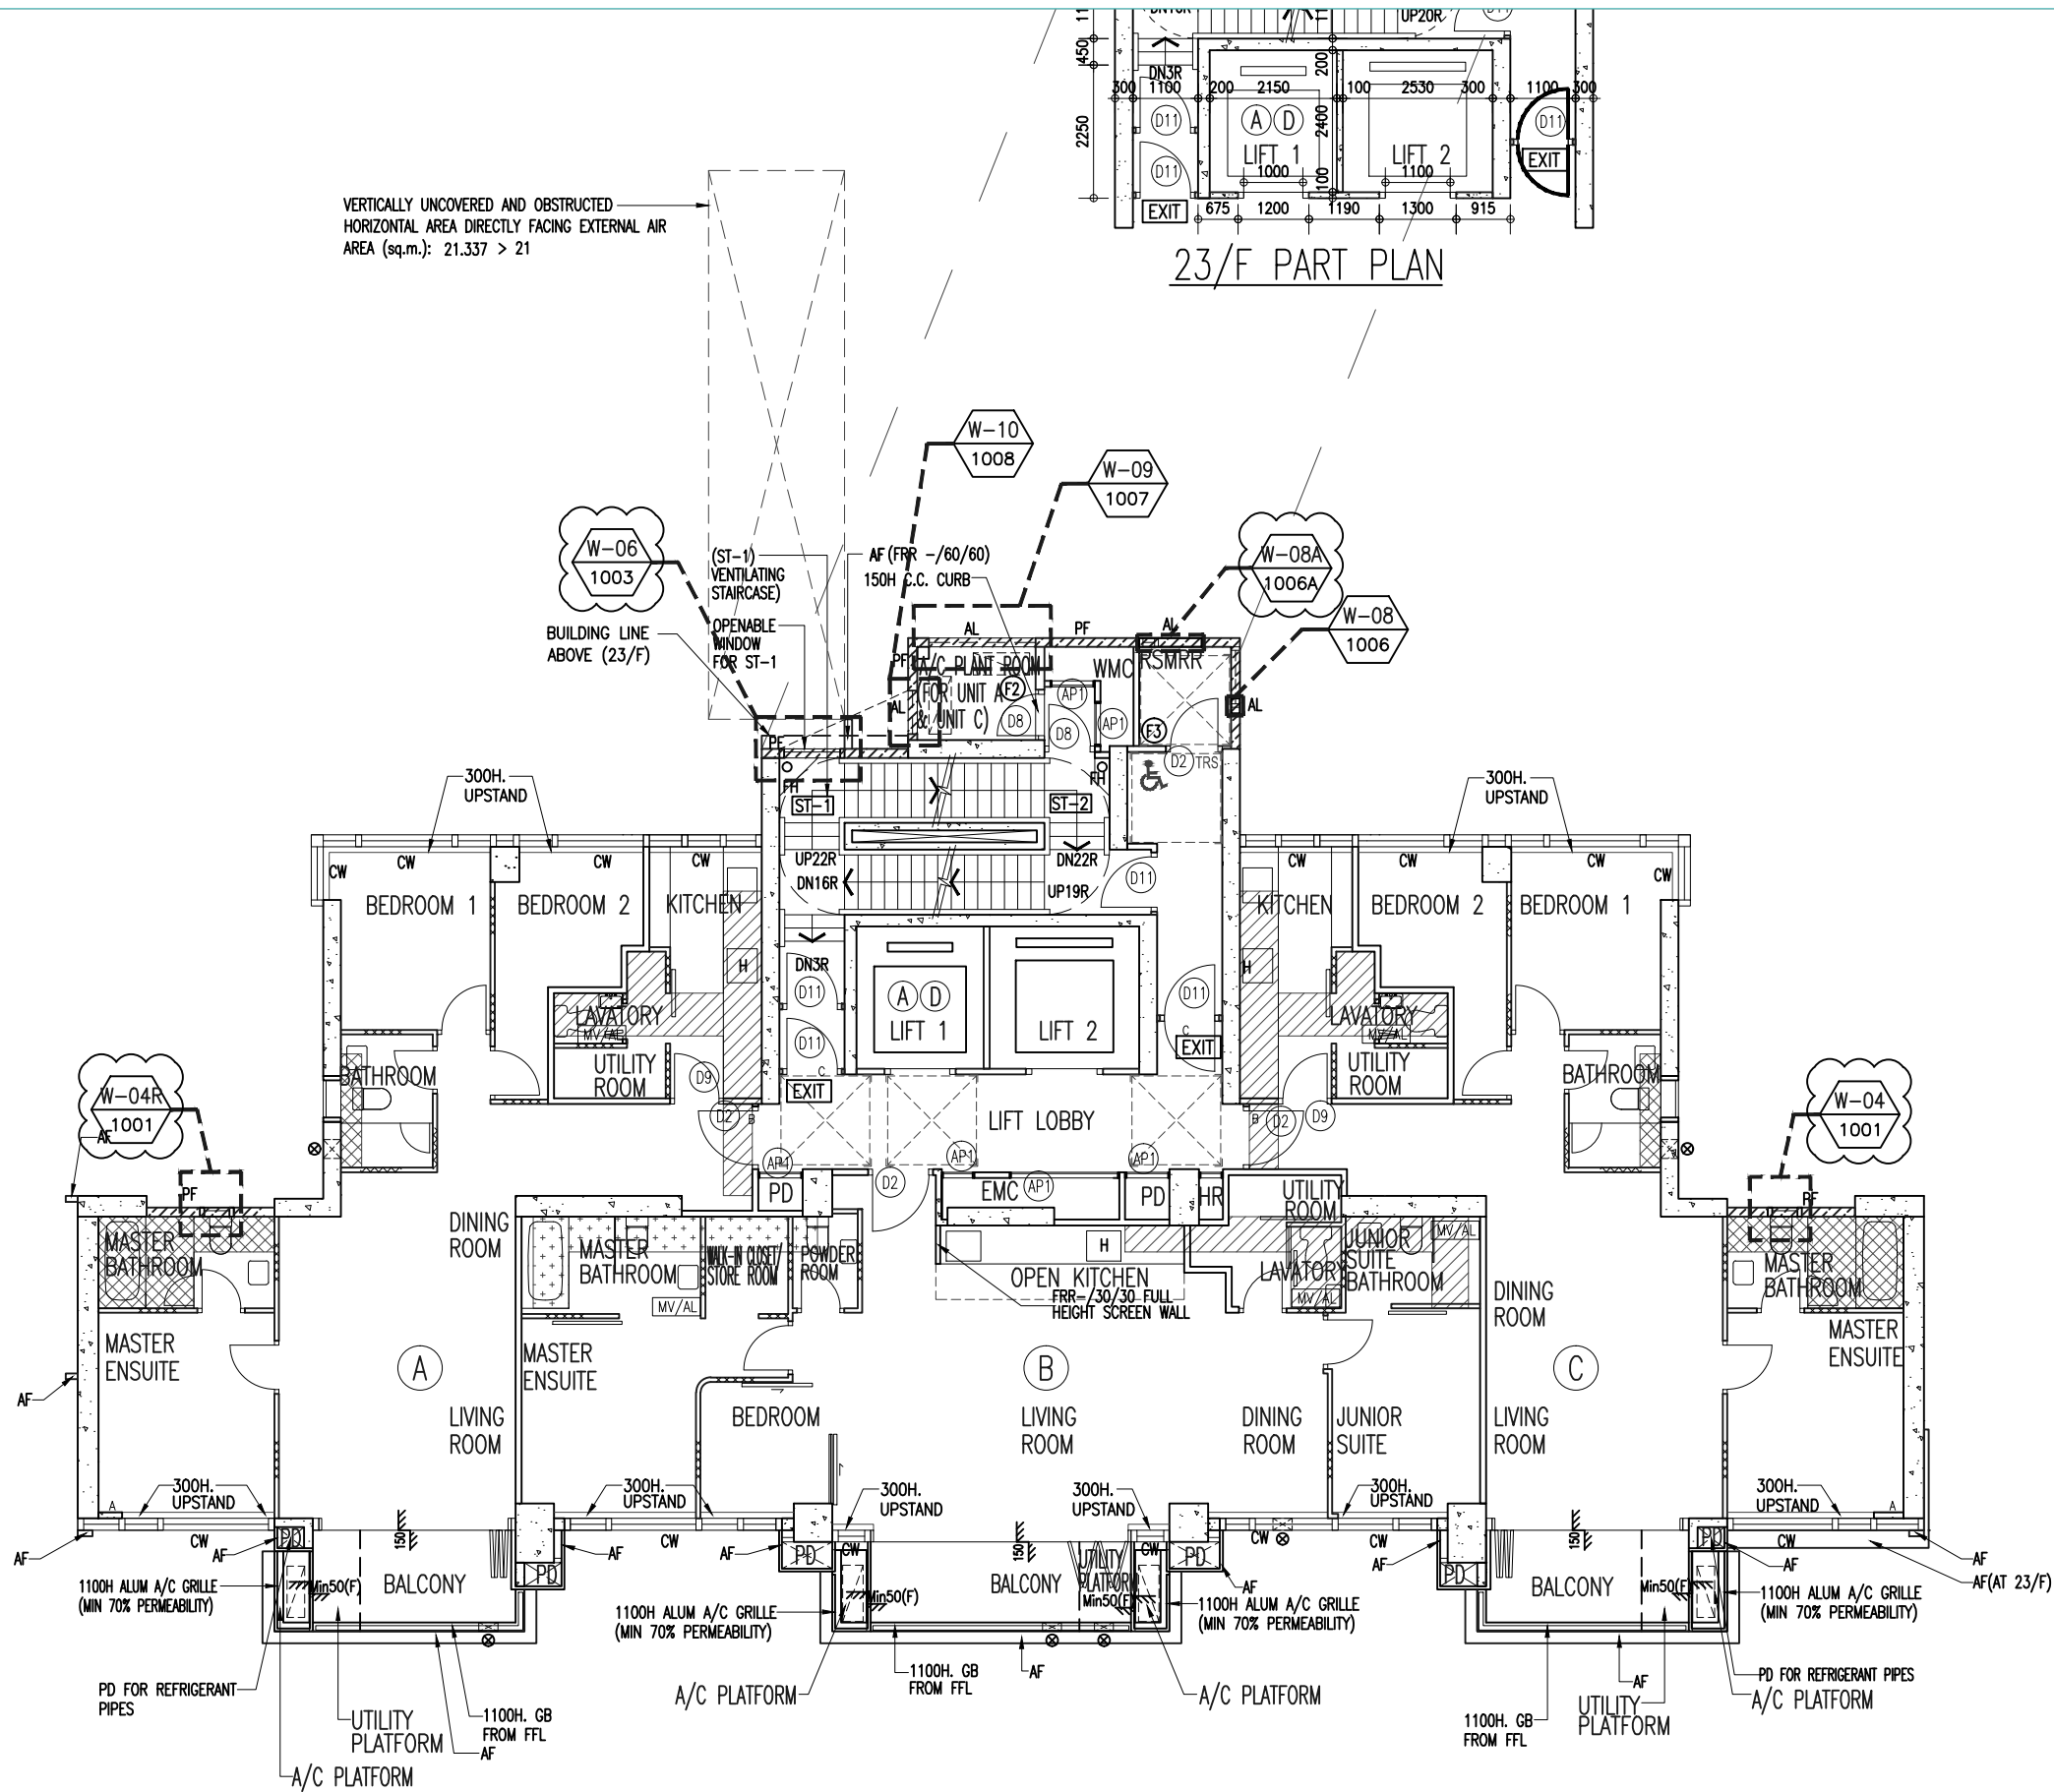 UP20R
450
DN3R
300
1100
200
2150
200
100
2530
300
1100
300
2250
D11
D11
D11
A
D
2400
LIFT 1
LIFT 2
EXIT
1000
1100
100
EXIT
675
1200
1190
1300
915
23/F PART PLAN
VERTICALLY UNCOVERED AND OBSTRUCTED
HORIZONTAL AREA DIRECTLY FACING EXTERNAL AIR
AREA (sq.m.): 21.337 > 21
W-10
1008
W-09
1007
W-06
1003
W-08A
1006A
W-08
1006
(ST-1)
VENTILATING
STAIRCASE)
AF (FRR -/60/60)
150H C.C. CURB
BUILDING LINE
ABOVE (23/F)
OPENABLE
WINDOW
FOR ST-1
AL
PF
AL
PF
A/C PLANT ROOM
(FOR UNIT A
& UNIT C)
F2
D8
AL
WMC
AP1
AP1
D8
RSMRR
F3
AL
PF
FH
FH
D2
TRS
ST-1
ST-2
UP22R
DN16R
DN22R
UP19R
D11
300H.
UPSTAND
300H.
UPSTAND
CW
CW
CW
CW
CW
CW
CW
CW
BEDROOM 1
BEDROOM 2
KITCHEN
KITCHEN
BEDROOM 2
BEDROOM 1
H
H
DN3R
D11
D11
D11
A
D
LIFT 1
LIFT 2
C
C
EXIT
EXIT
LAVATORY
MV/AL
UTILITY
ROOM
LAVATORY
MV/AL
UTILITY
ROOM
BATHROOM
BATHROOM
D9
D2
B
B
D2
D9
LIFT LOBBY
W-04R
1001
AF
W-04
1001
AP1
AP1
AP1
PD
D2
EMC
AP1
PD
HR
UTILITY
ROOM
PF
PF
MASTER
BATHROOM
DINING
ROOM
MASTER
BATHROOM
MV/AL
WALK-IN CLOSET/
STORE ROOM
POWDER
ROOM
H
OPEN KITCHEN
FRR-/30/30 FULL
HEIGHT SCREEN WALL
LAVATORY
MV/AL
JUNIOR
SUITE
BATHROOM
MV/AL
DINING
ROOM
MASTER
BATHROOM
MASTER
ENSUITE
A
MASTER
ENSUITE
B
C
MASTER
ENSUITE
AF
LIVING
ROOM
BEDROOM
LIVING
ROOM
DINING
ROOM
JUNIOR
SUITE
LIVING
ROOM
300H.
UPSTAND
300H.
UPSTAND
300H.
UPSTAND
300H.
UPSTAND
300H.
UPSTAND
300H.
UPSTAND
A
A
AF
CW
AF
PD
150
AF
CW
AF
PD
CW
150
CW
PD
CW
CW
AF
150
PD
CW
PD
PD
AF
AF
AF
AF(AT 23/F)
1100H ALUM A/C GRILLE
(MIN 70% PERMEABILITY)
Min50(F)
BALCONY
1100H ALUM A/C GRILLE
(MIN 70% PERMEABILITY)
Min50(F)
BALCONY
UTILITY
PLATFORM
Min50(F)
1100H ALUM A/C GRILLE
(MIN 70% PERMEABILITY)
BALCONY
Min50(F)
1100H ALUM A/C GRILLE
(MIN 70% PERMEABILITY)
PD FOR REFRIGERANT
PIPES
UTILITY
PLATFORM
1100H. GB
FROM FFL
AF
A/C PLATFORM
A/C PLATFORM
1100H. GB
FROM FFL
AF
A/C PLATFORM
1100H. GB
FROM FFL
AF
UTILITY
PLATFORM
PD FOR REFRIGERANT PIPES
A/C PLATFORM